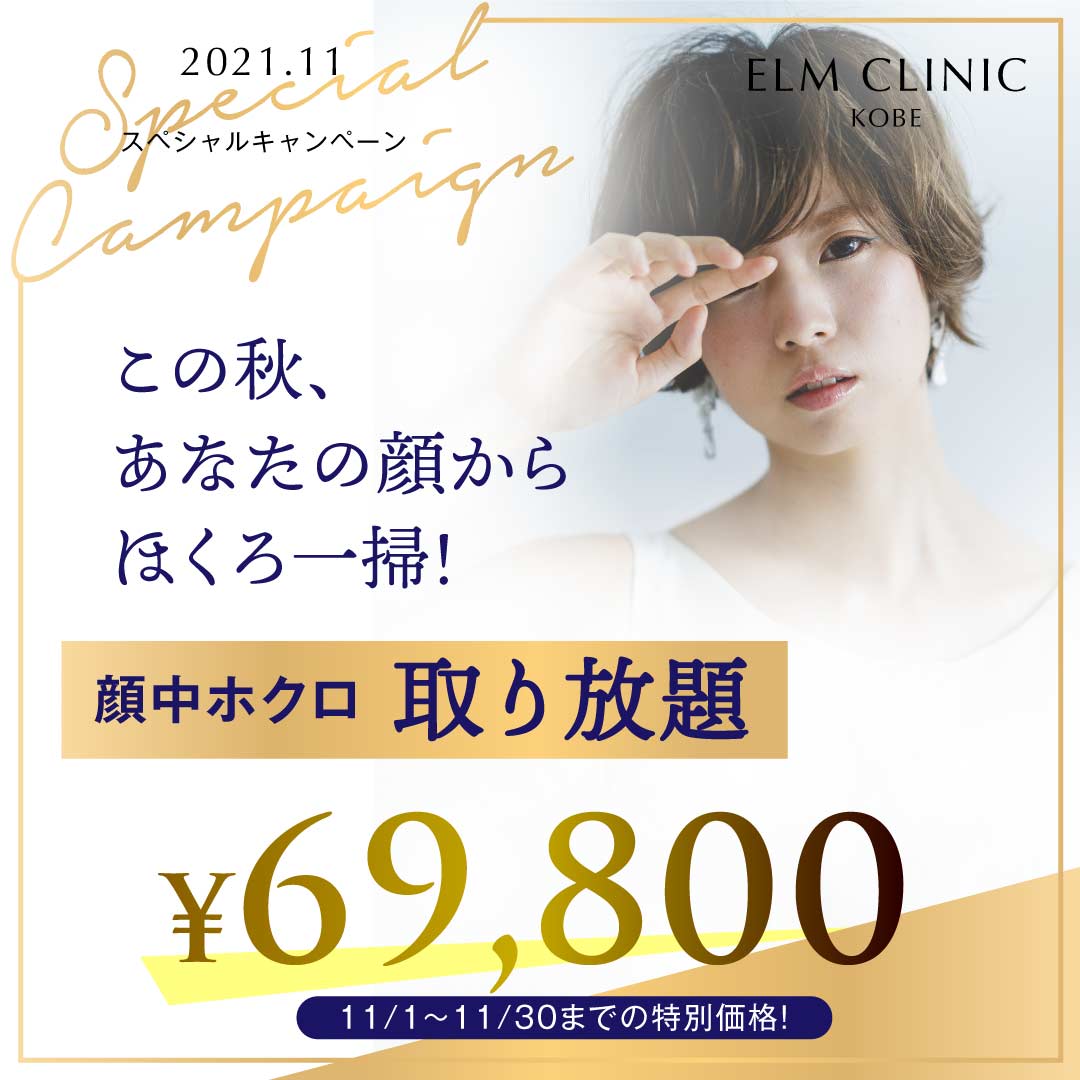 2021.11
Special
スペシャルキャンペーン
Campaign
ELM CLINIC
KOBE
この秋、
あなたの顔から
ほくろ一掃!
顔中ホクロ 取り放題
¥69,800
11/1〜11/30までの特別価格!